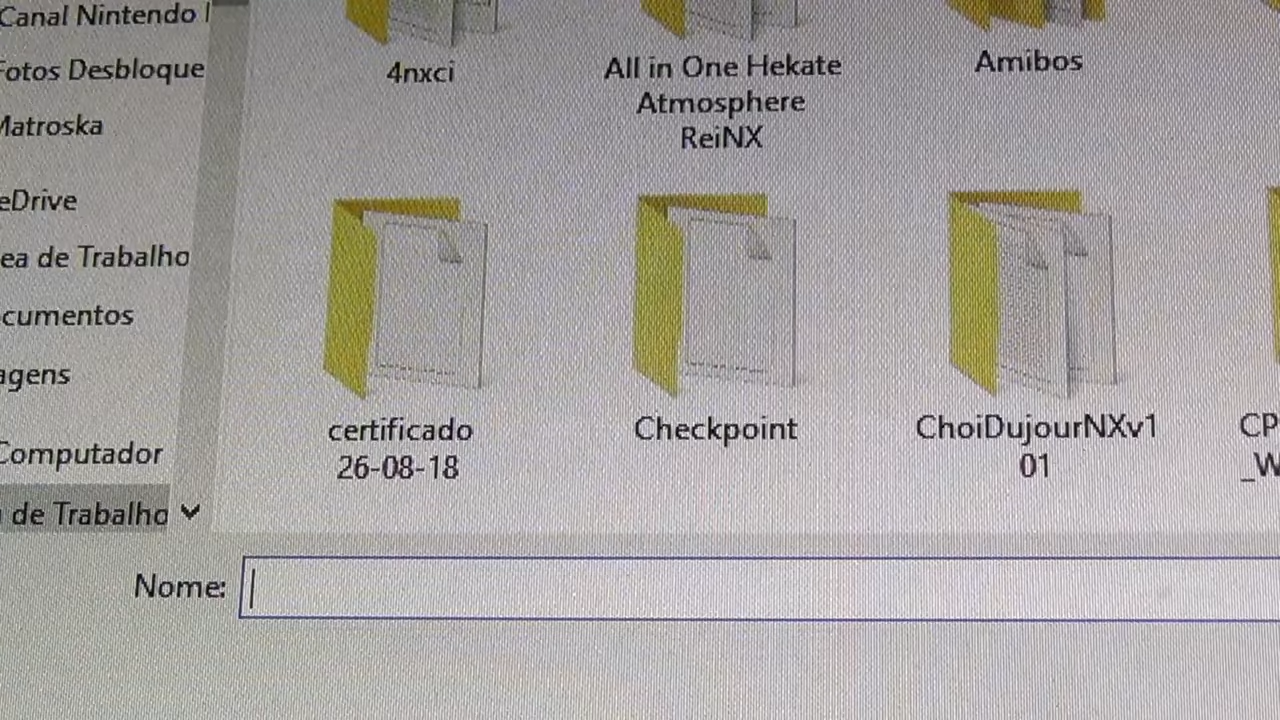 Canal Nintendo
Fotos Desbloque
Matroska
eDrive
ea de Trabalho
cumentos
agens
Computador
de Trabalho
4nxci
All in One Hekate
Atmosphere
ReiNX
Amibos
certificado
26-08-18
Checkpoint
ChoiDujourNXv1
01
CP
_W
Nome: